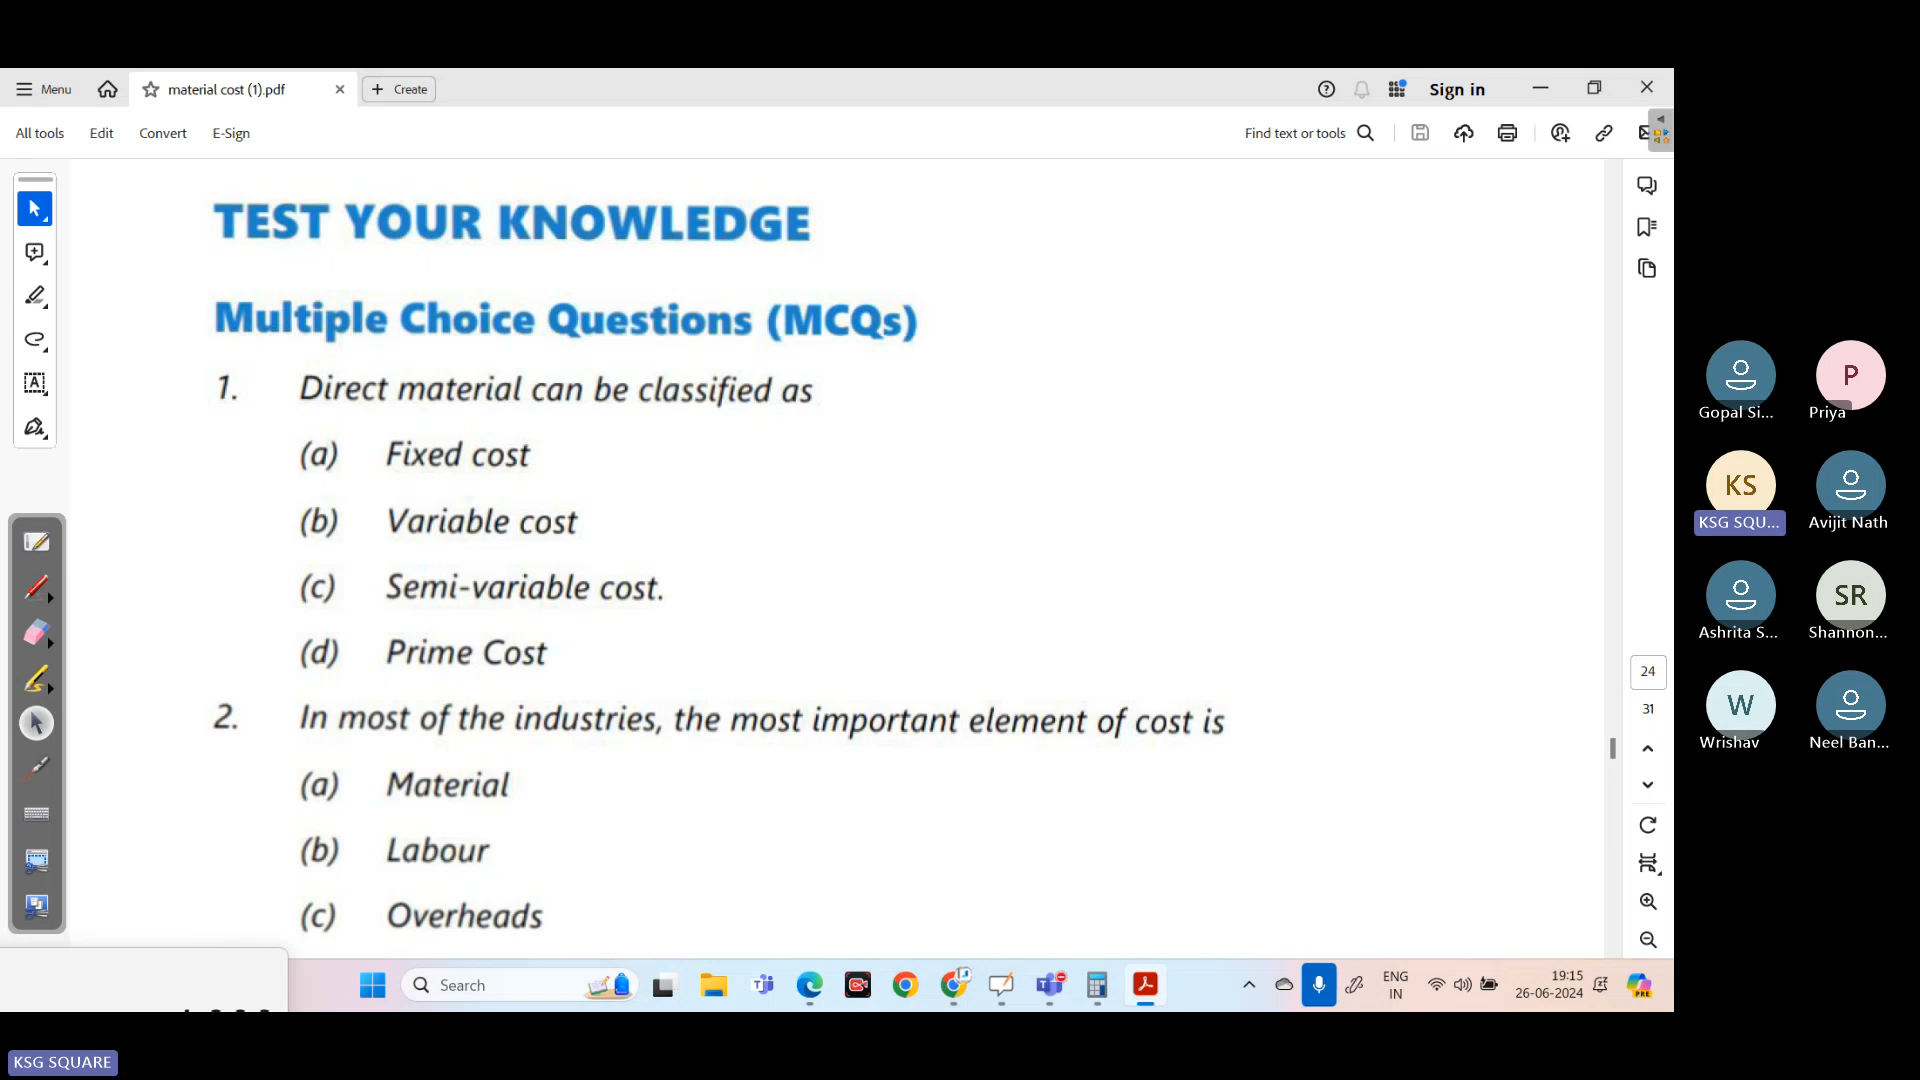 Menu
material cost (1).pdf
Create
Sign in
All tools
Edit
Convert
E-Sign
Find text or tools
TEST YOUR KNOWLEDGE
Multiple Choice Questions (MCQs)
1. Direct material can be classified as
(a) Fixed cost
(b) Variable cost
(c) Semi-variable cost.
(d) Prime Cost
2. In most of the industries, the most important element of cost is
(a) Material
(b) Labour
(c) Overheads
24
31
P
Gopal Si...
Priya
KS
KSG SQU...
Avijit Nath
SR
Ashrita S...
Shannon...
W
Wrishav
Neel Ban...
Search
ENG
IN
19:15
26-06-2024
PRE
KSG SQUARE